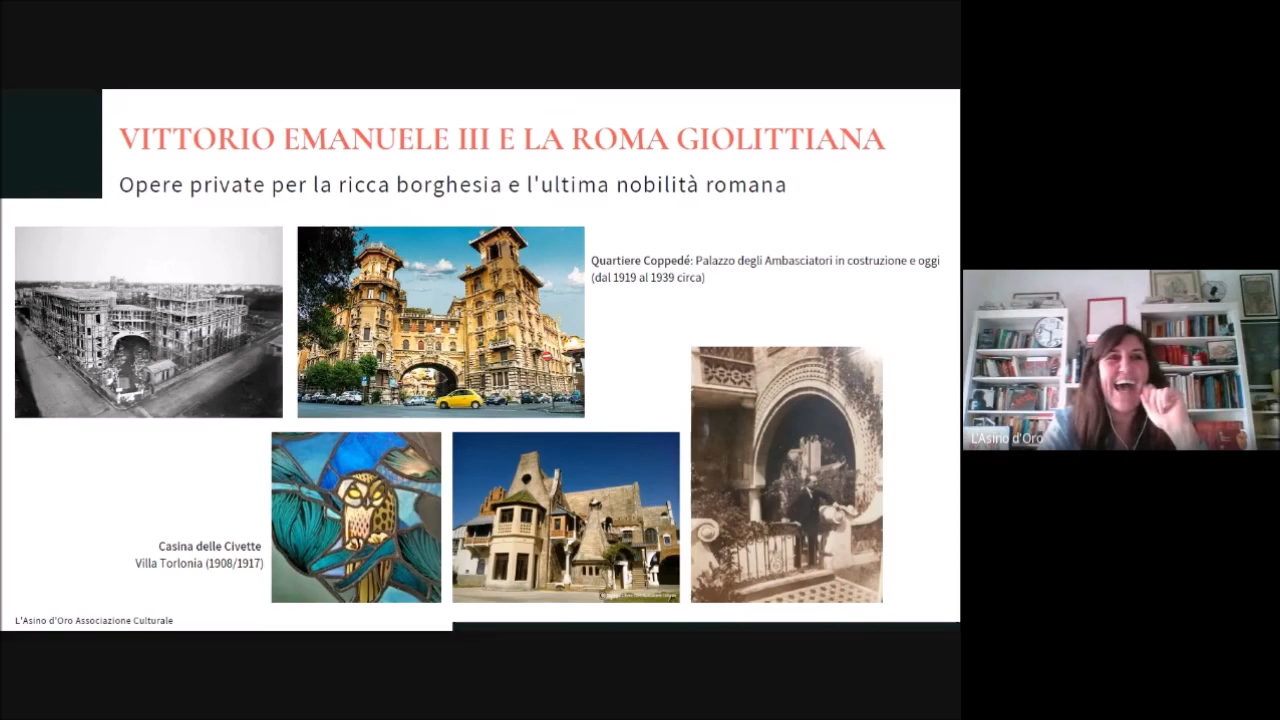 VITTORIO EMANUELE III E LA ROMA GIOLITTIANA
Opere private per la ricca borghesia e l'ultima nobilità romana
Quartiere Coppedé: Palazzo degli Ambasciatori in costruzione e oggi
(dal 1919 al 1939 circa)
L'Asino d'Oro
Casina delle Civette
Villa Torlonia (1908/1917)
L'Asino d'Oro Associazione Culturale